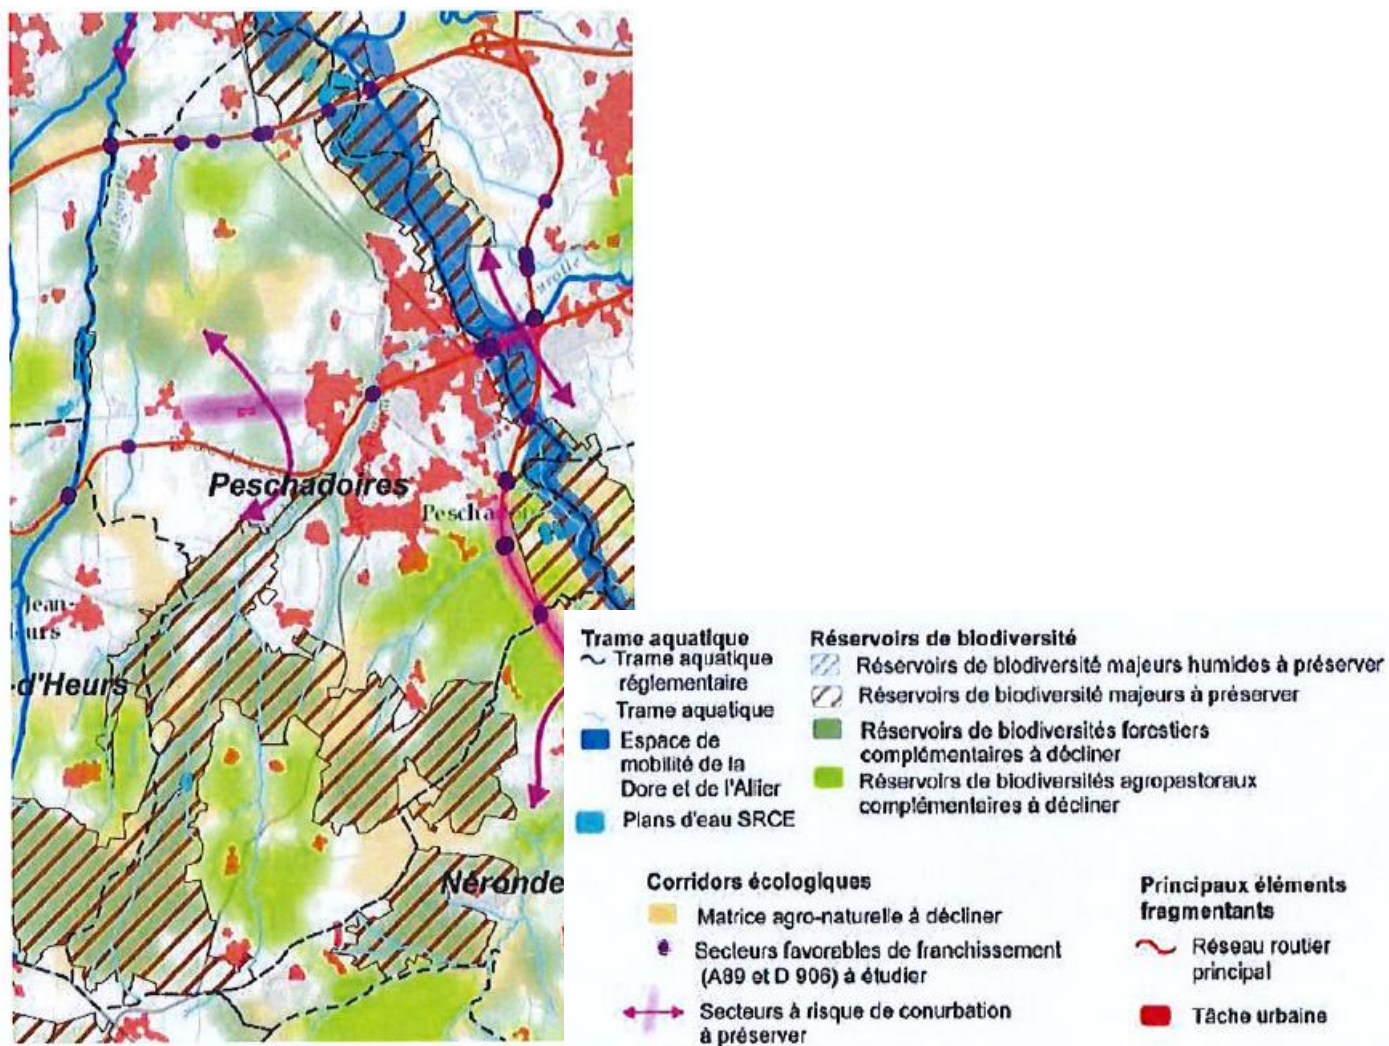 Peschadoires
Jean-
-d'Heurs
Néronde
Trame aquatique
Trame aquatique
réglementaire
Trame aquatique
Espace de
mobilité de la
Dore et de l'Allier
Plans d'eau SRCE
Réservoirs de biodiversité
Réservoirs de biodiversité majeurs humides à préserver
Réservoirs de biodiversité majeurs à préserver
Réservoirs de biodiversités forestiers
complémentaires à décliner
Réservoirs de biodiversités agropastoraux
complémentaires à décliner
Corridors écologiques
Matrice agro-naturelle à décliner
Secteurs favorables de franchissement
(A89 et D 906) à étudier
Secteurs à risque de conurbation
à préserver
Principaux éléments
fragmentants
Réseau routier
principal
Tâche urbaine